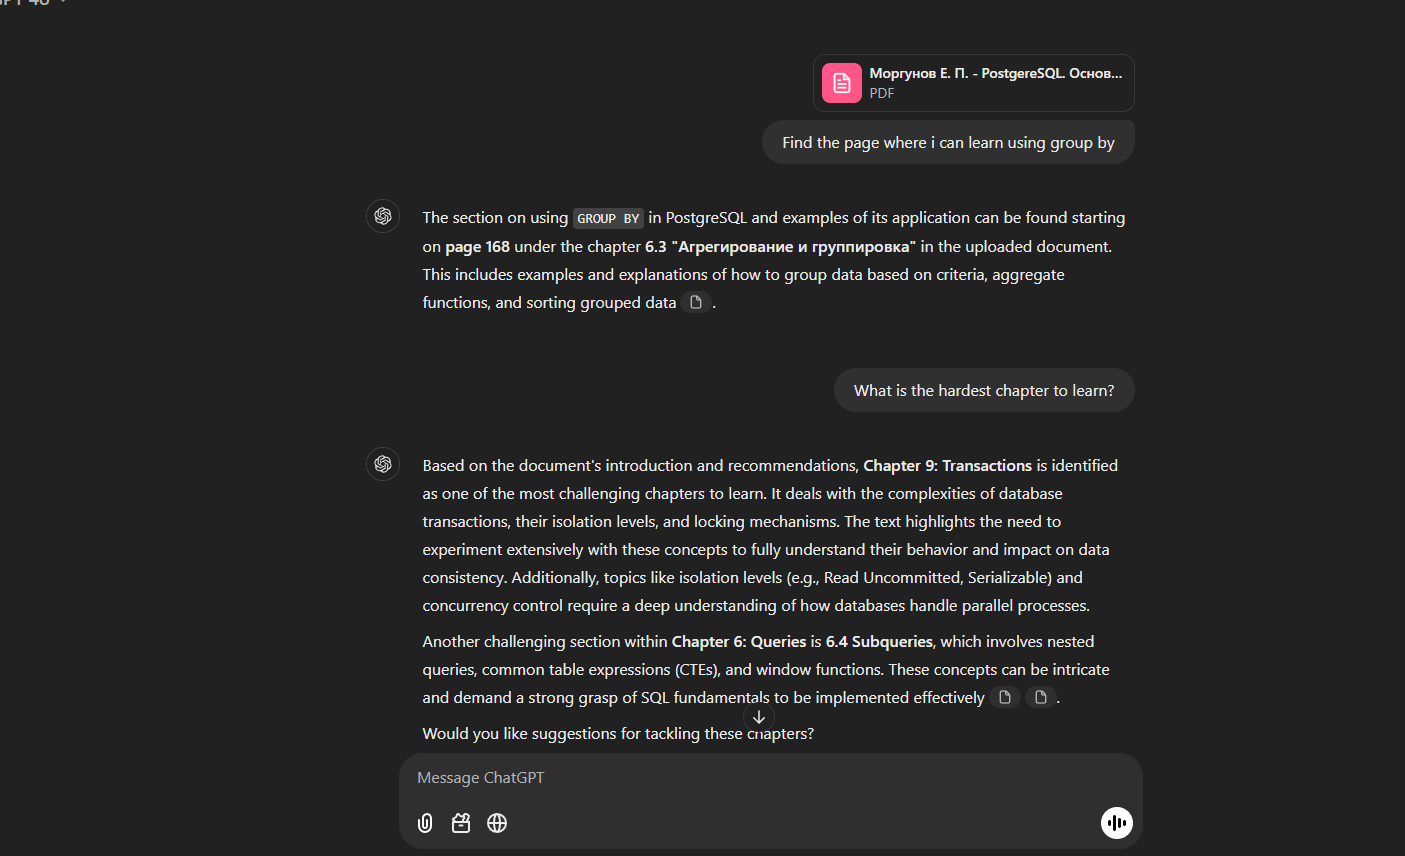 Моргунов Е. П. - PostgereSQL. Основ...
PDF
Find the page where i can learn using group by
The section on using GROUP BY in PostgreSQL and examples of its application can be found starting
on page 168 under the chapter 6.3 "Агрегирование и группировка" in the uploaded document.
This includes examples and explanations of how to group data based on criteria, aggregate
functions, and sorting grouped data .
What is the hardest chapter to learn?
Based on the document's introduction and recommendations, Chapter 9: Transactions is identified
as one of the most challenging chapters to learn. It deals with the complexities of database
transactions, their isolation levels, and locking mechanisms. The text highlights the need to
experiment extensively with these concepts to fully understand their behavior and impact on data
consistency. Additionally, topics like isolation levels (e.g., Read Uncommitted, Serializable) and
concurrency control require a deep understanding of how databases handle parallel processes.
Another challenging section within Chapter 6: Queries is 6.4 Subqueries, which involves nested
queries, common table expressions (CTEs), and window functions. These concepts can be intricate
and demand a strong grasp of SQL fundamentals to be implemented effectively .
Would you like suggestions for tackling these chapters?
Message ChatGPT